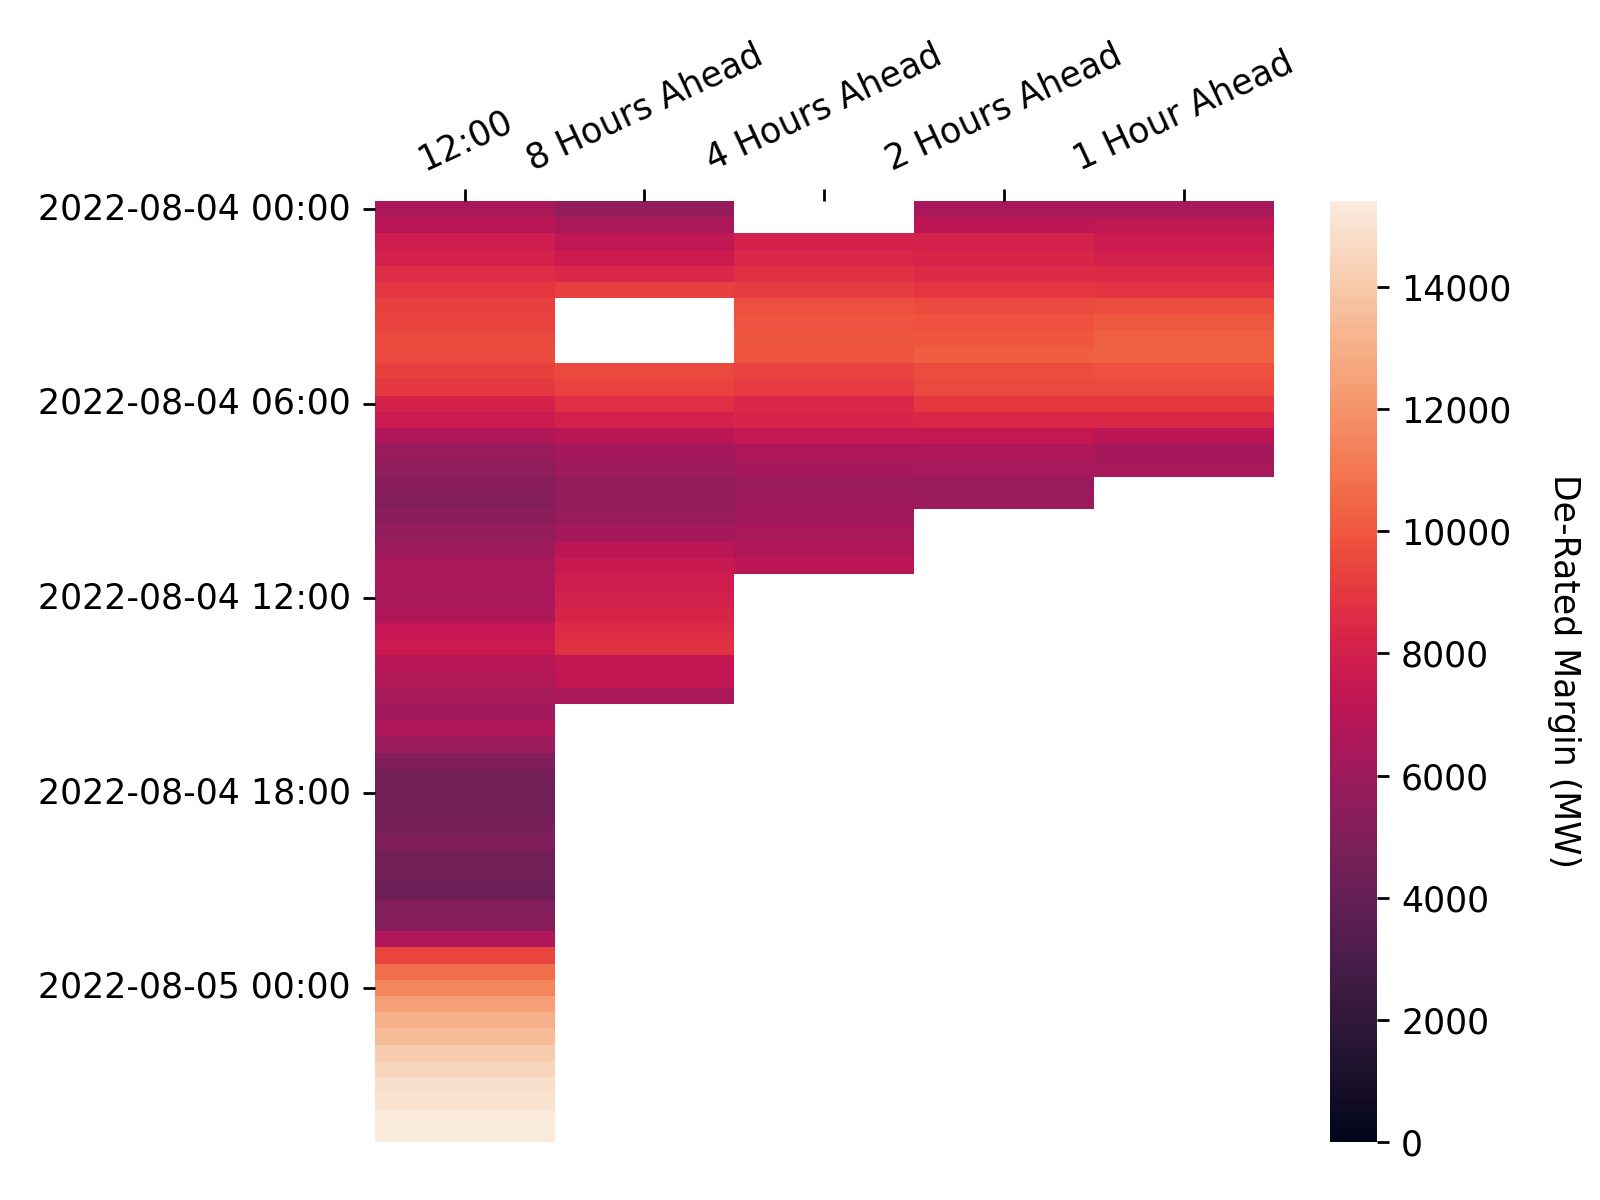 12:00
8 Hours Ahead
4 Hours Ahead
2 Hours Ahead
1 Hour Ahead
2022-08-04 00:00
2022-08-04 06:00
2022-08-04 12:00
2022-08-04 18:00
2022-08-05 00:00
14000
12000
10000
8000
6000
4000
2000
0
De-Rated Margin (MW)